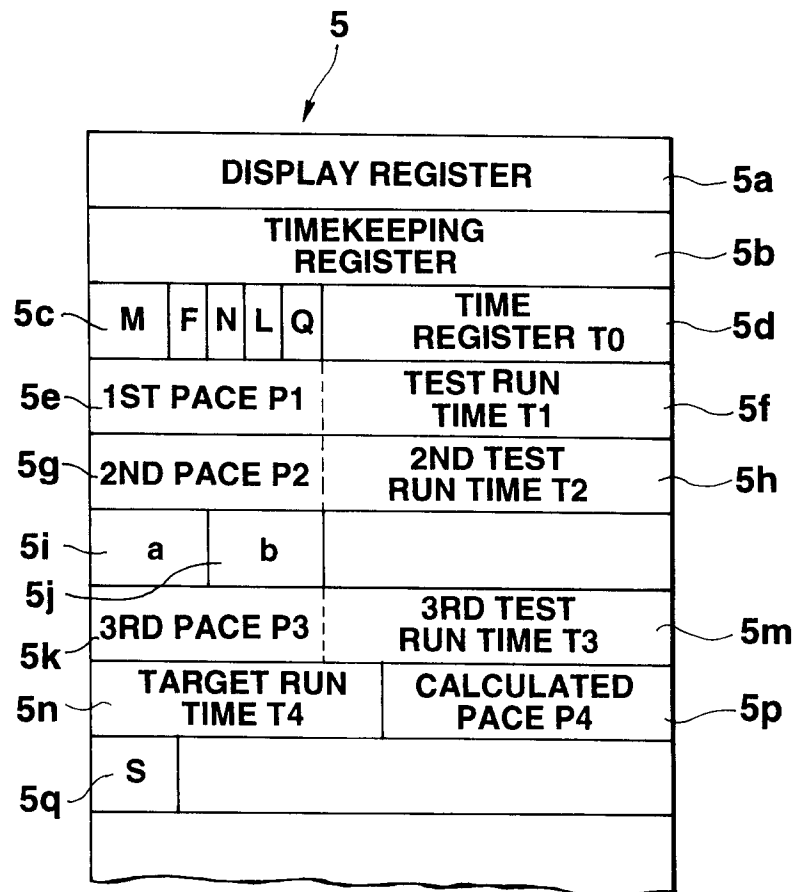 5
DISPLAY REGISTER
5a
TIMEKEEPING
REGISTER
5b
5c
M F N L Q
TIME
REGISTER T0
5d
5e
1ST PACE P1
TEST RUN
TIME T1
5f
5g
2ND PACE P2
2ND TEST
RUN TIME T2
5h
5i
a
b
5j
5k
3RD PACE P3
3RD TEST
RUN TIME T3
5m
5n
TARGET RUN
TIME T4
CALCULATED
PACE P4
5p
S
5q